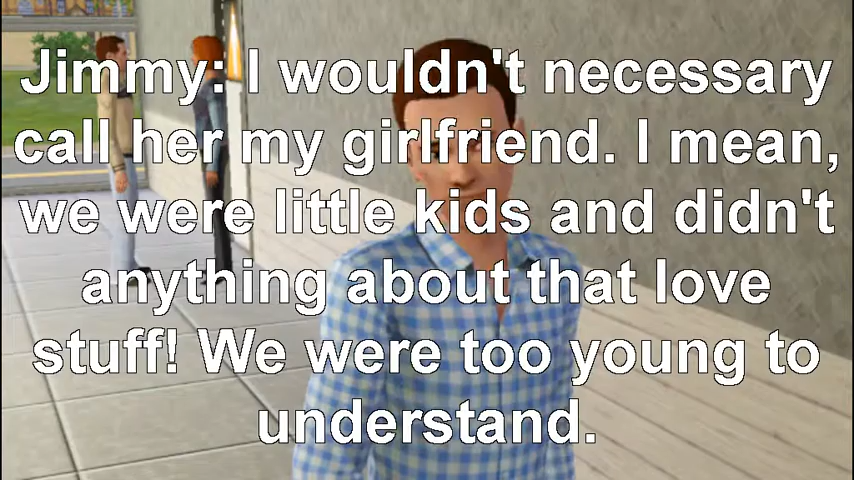 Jimmy: I wouldn't necessary
call her my girlfriend. I mean,
we were little kids and didn't
anything about that love
stuff! We were too young to
understand.